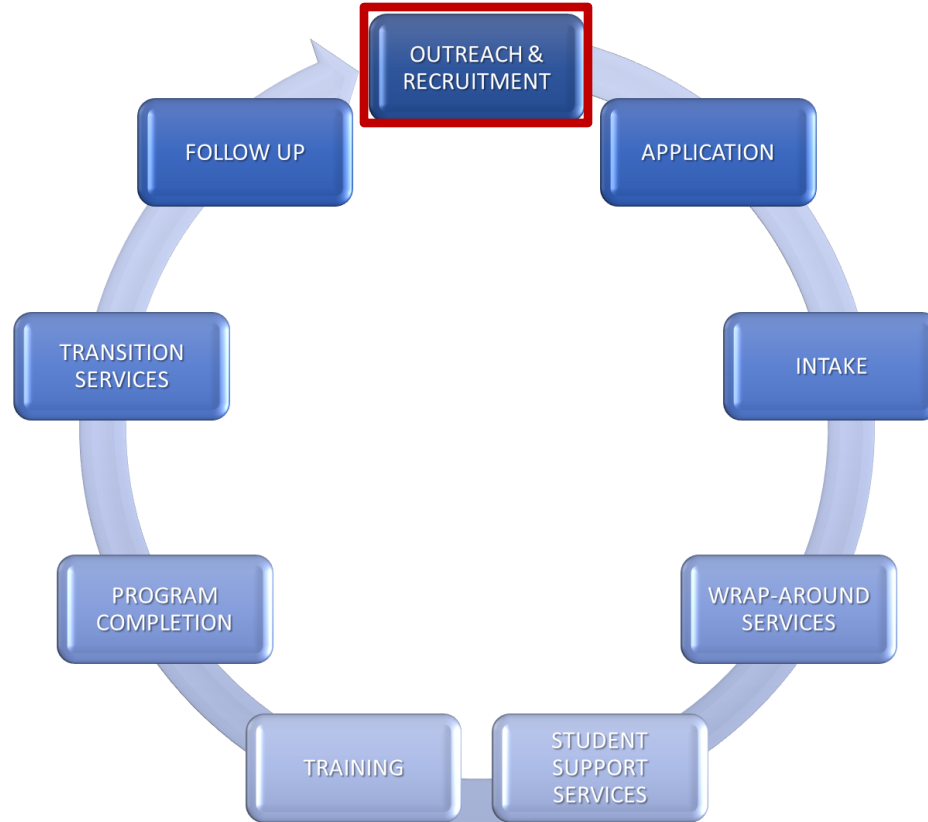 OUTREACH &
RECRUITMENT
APPLICATION
INTAKE
WRAP-AROUND
SERVICES
STUDENT
SUPPORT
SERVICES
TRAINING
PROGRAM
COMPLETION
TRANSITION
SERVICES
FOLLOW UP